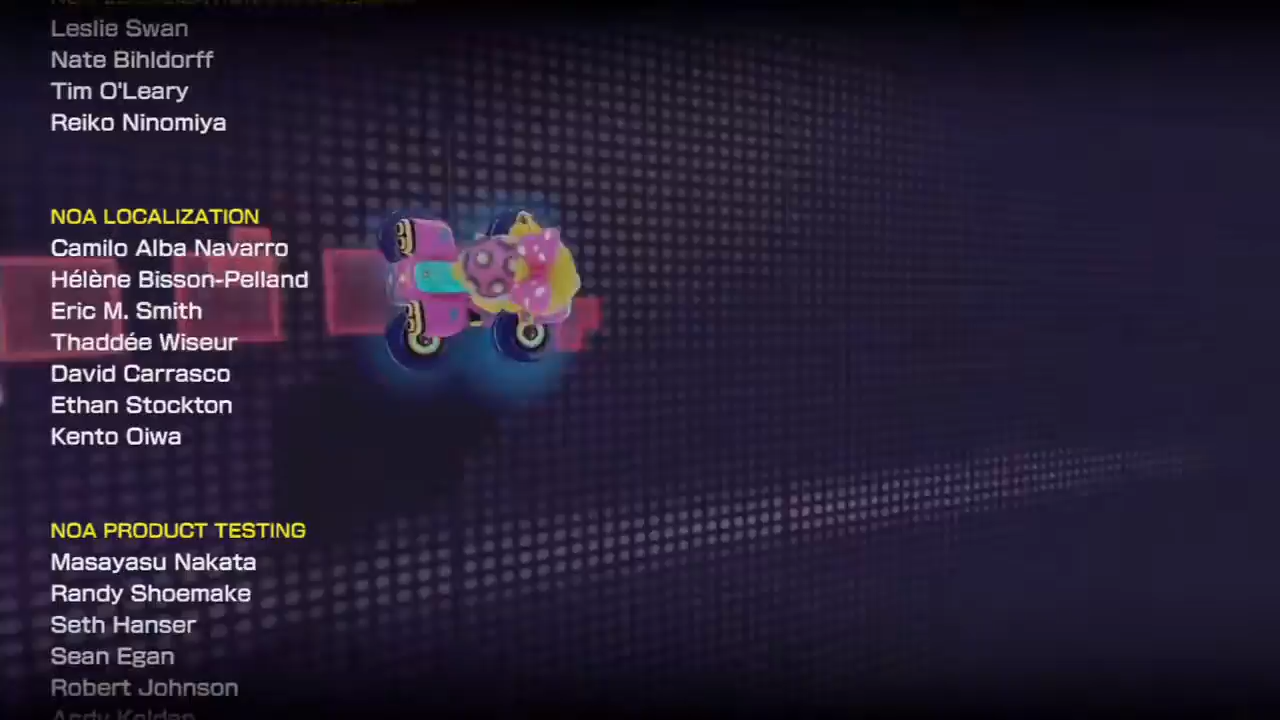 Leslie Swan
Nate Bihldorff
Tim O'Leary
Reiko Ninomiya
NOA LOCALIZATION
Camilo Alba Navarro
Hélène Bisson-Pelland
Eric M. Smith
Thaddée Wiseur
David Carrasco
Ethan Stockton
Kento Oiwa
NOA PRODUCT TESTING
Masayasu Nakata
Randy Shoemake
Seth Hanser
Sean Egan
Robert Johnson